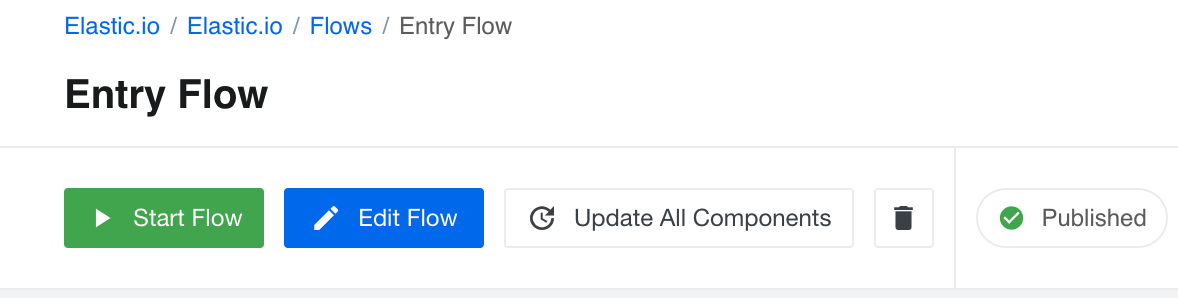 Elastic.io / Elastic.io / Flows / Entry Flow
Entry Flow
Start Flow Edit Flow Update All Components Published